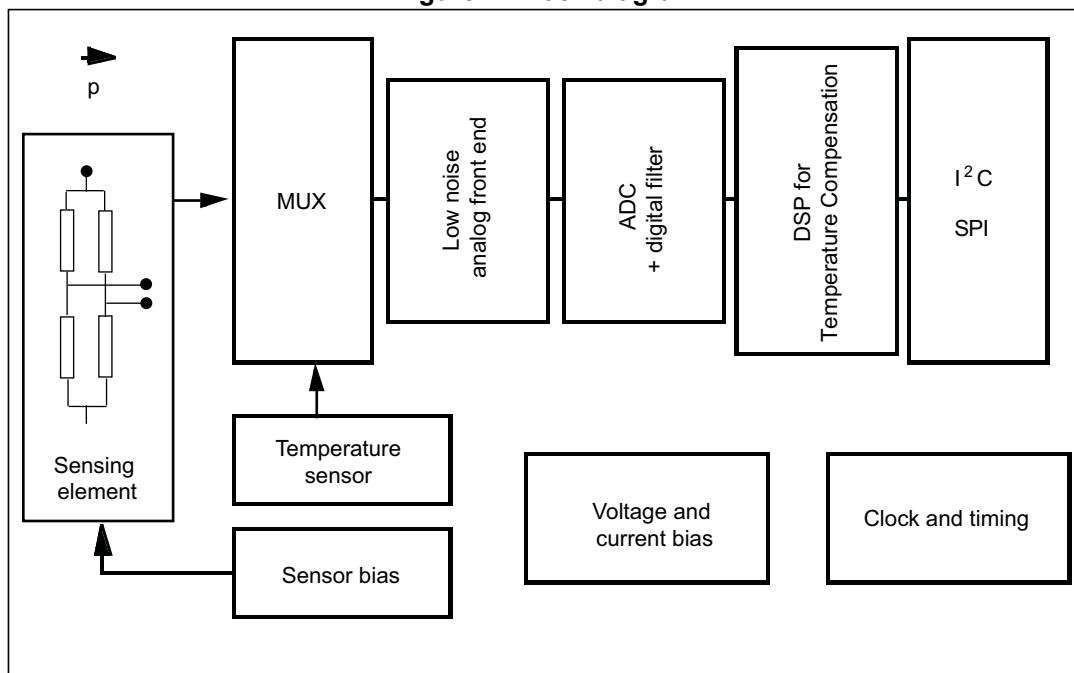 p
Sensing
element
MUX
Low noise
analog front end
ADC
+ digital filter
DSP for
Temperature Compensation
I²C
SPI
Temperature
sensor
Sensor bias
Voltage and
current bias
Clock and timing